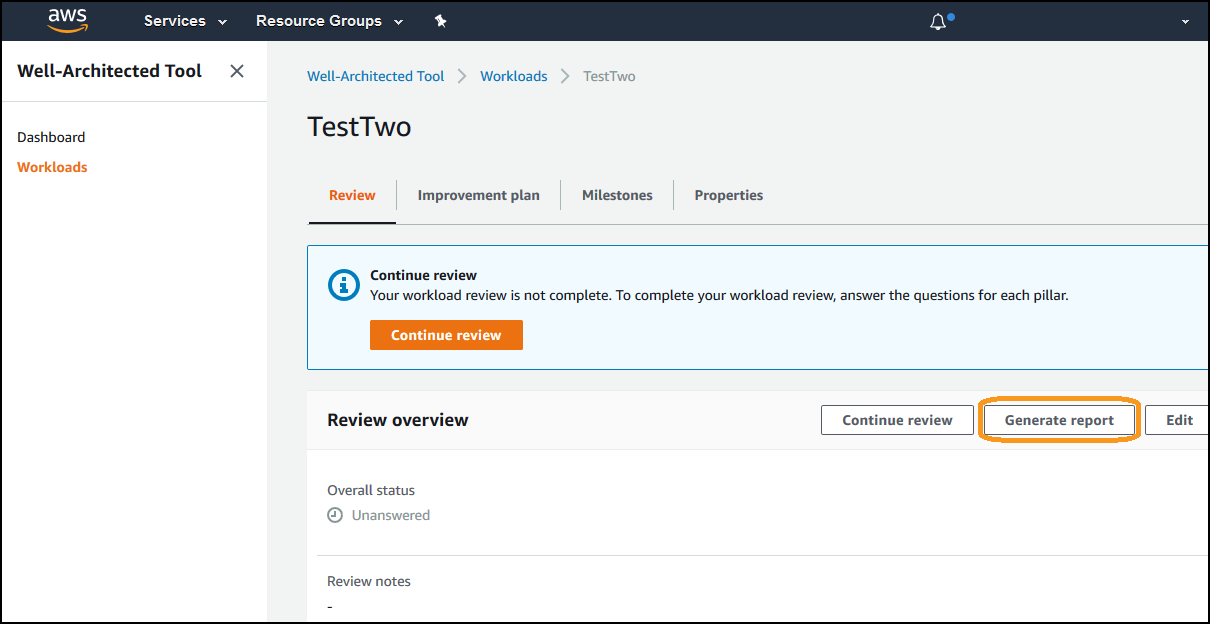 aws Services Resource Groups
Well-Architected Tool
Well-Architected Tool Workloads TestTwo
Dashboard
Workloads
TestTwo
Review Improvement plan Milestones Properties
Continue review
Your workload review is not complete. To complete your workload review, answer the questions for each pillar.
Continue review
Review overview Continue review Generate report Edit
Overall status
Unanswered
Review notes
-